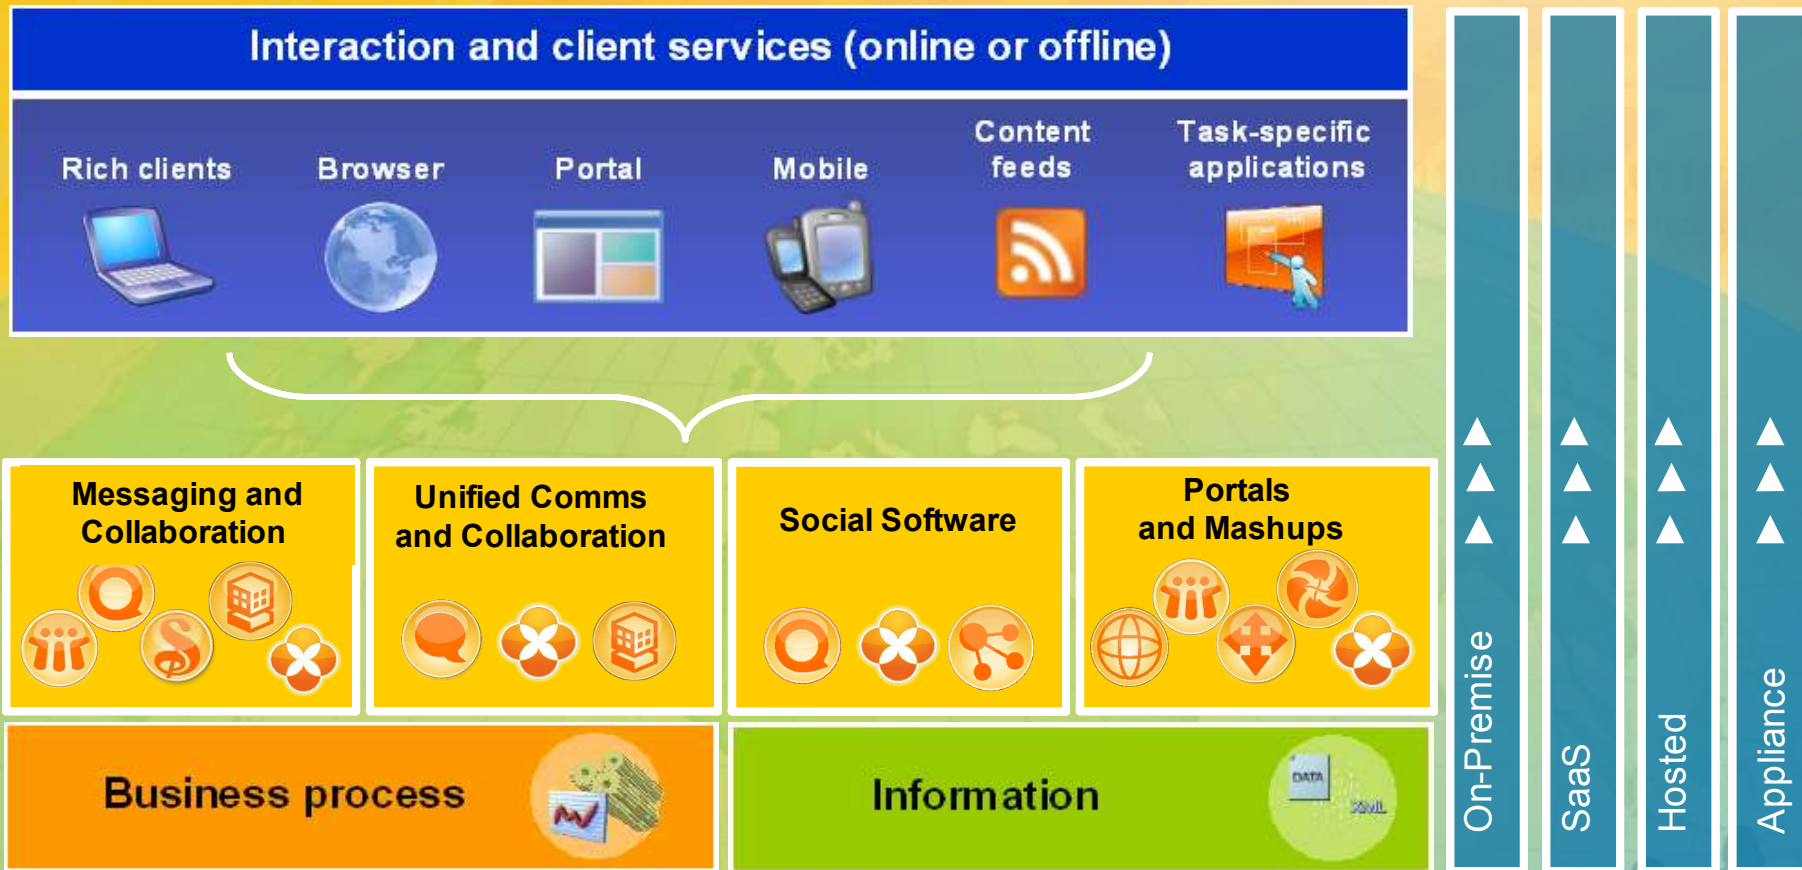 Interaction and client services (online or offline)
Rich clients
Browser
Portal
Mobile
Content
feeds
Task-specific
applications
Messaging and
Collaboration
Unified Comms
and Collaboration
Social Software
Portals
and Mashups
Business process
Information
DATA
XML
On-Premise
SaaS
Hosted
Appliance